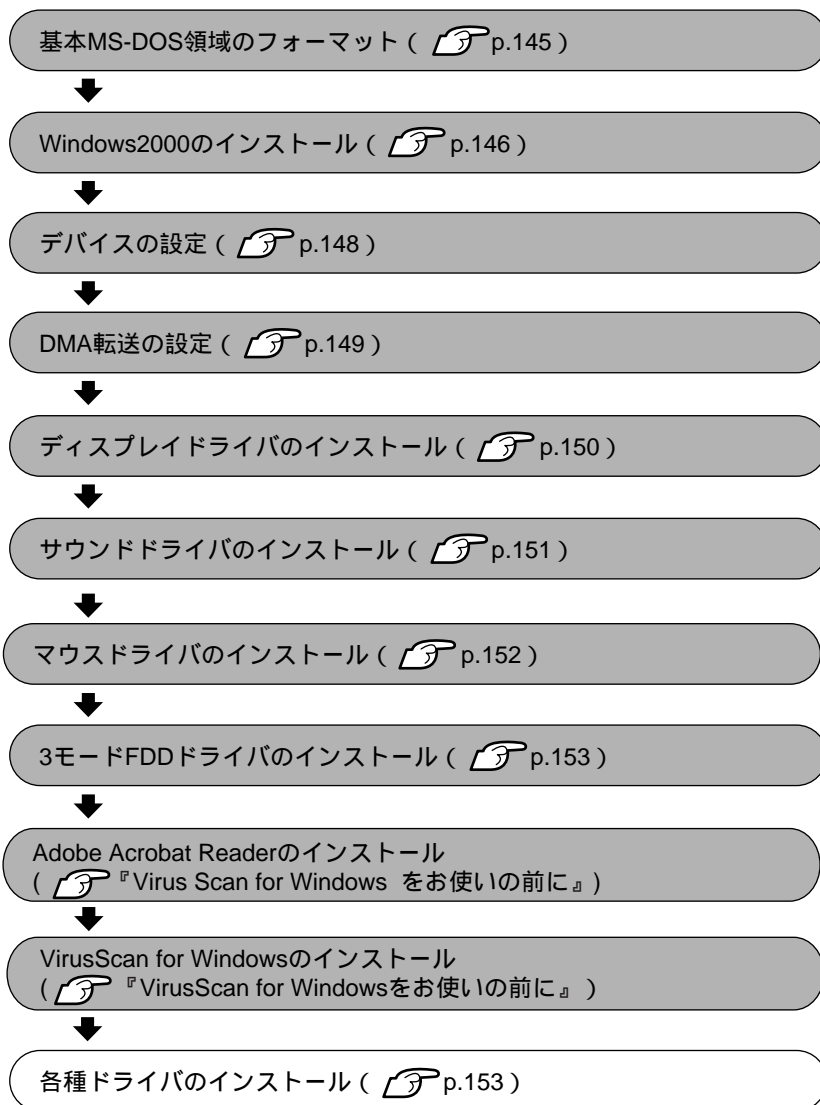 基本MS-DOS領域のフォーマット（ p.145）
Windows2000のインストール（ p.146）
デバイスの設定（ p.148）
DMA転送の設定（ p.149）
ディスプレイドライバのインストール（ p.150）
サウンドドライバのインストール（ p.151）
マウスドライバのインストール（ p.152）
3モードFDDドライバのインストール（ p.153）
Adobe Acrobat Readerのインストール
( 『Virus Scan for Windows をお使いの前に』)
VirusScan for Windowsのインストール
( 『VirusScan for Windowsをお使いの前に』）
各種ドライバのインストール（ p.153）